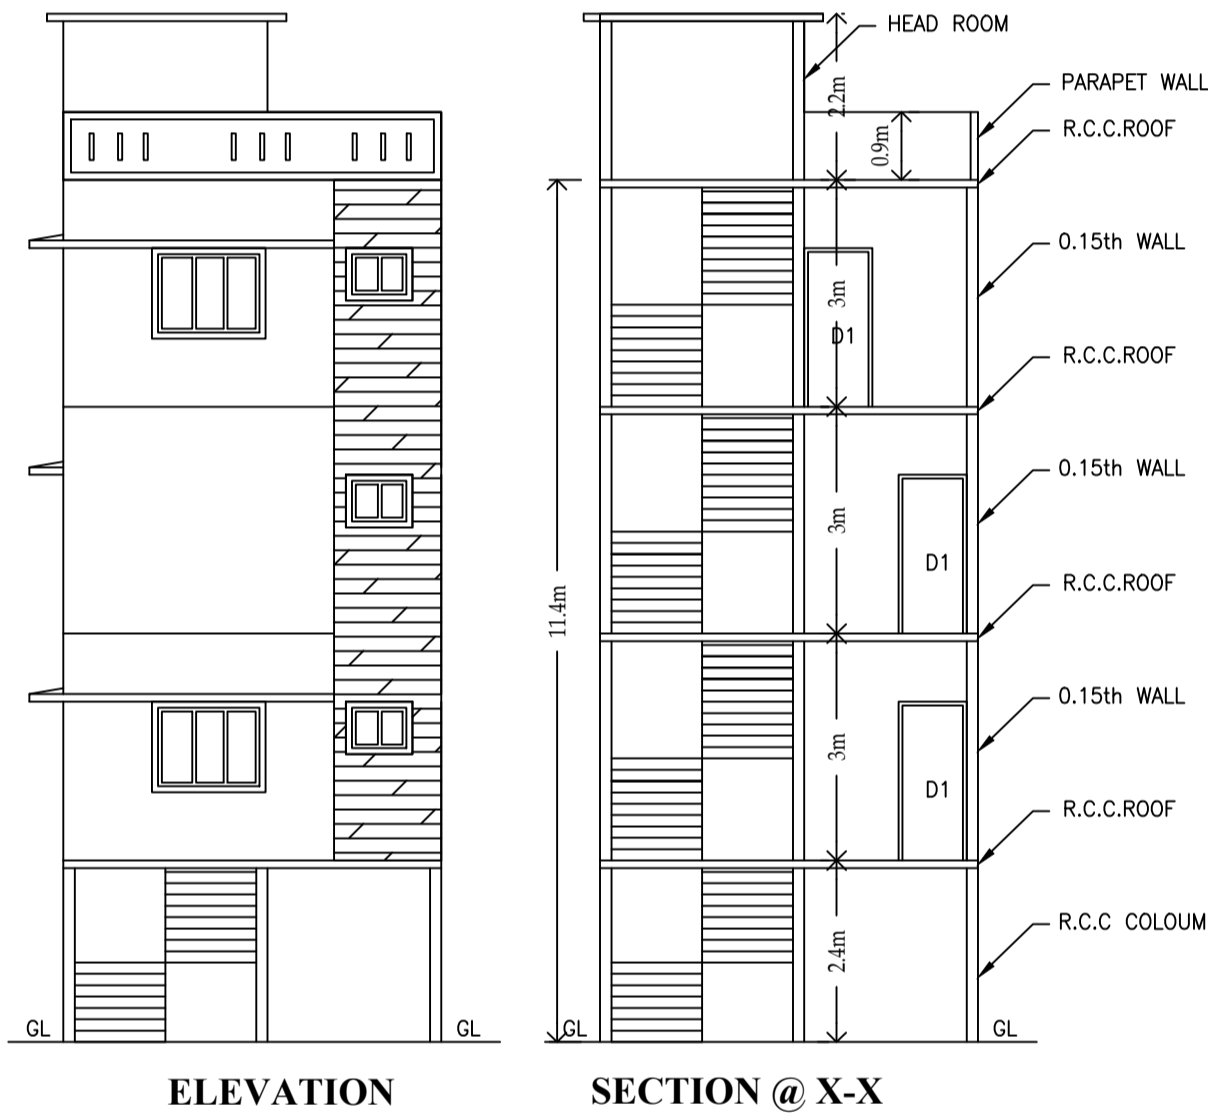 HEAD ROOM
PARAPET WALL
2.2m
0.9m
R.C.C.ROOF
0.15th WALL
3m
D1
R.C.C.ROOF
0.15th WALL
3m
D1
R.C.C.ROOF
11.4m
0.15th WALL
3m
D1
R.C.C.ROOF
R.C.C COLOUM
2.4m
GL
GL
GL
GL
ELEVATION
SECTION @ X-X